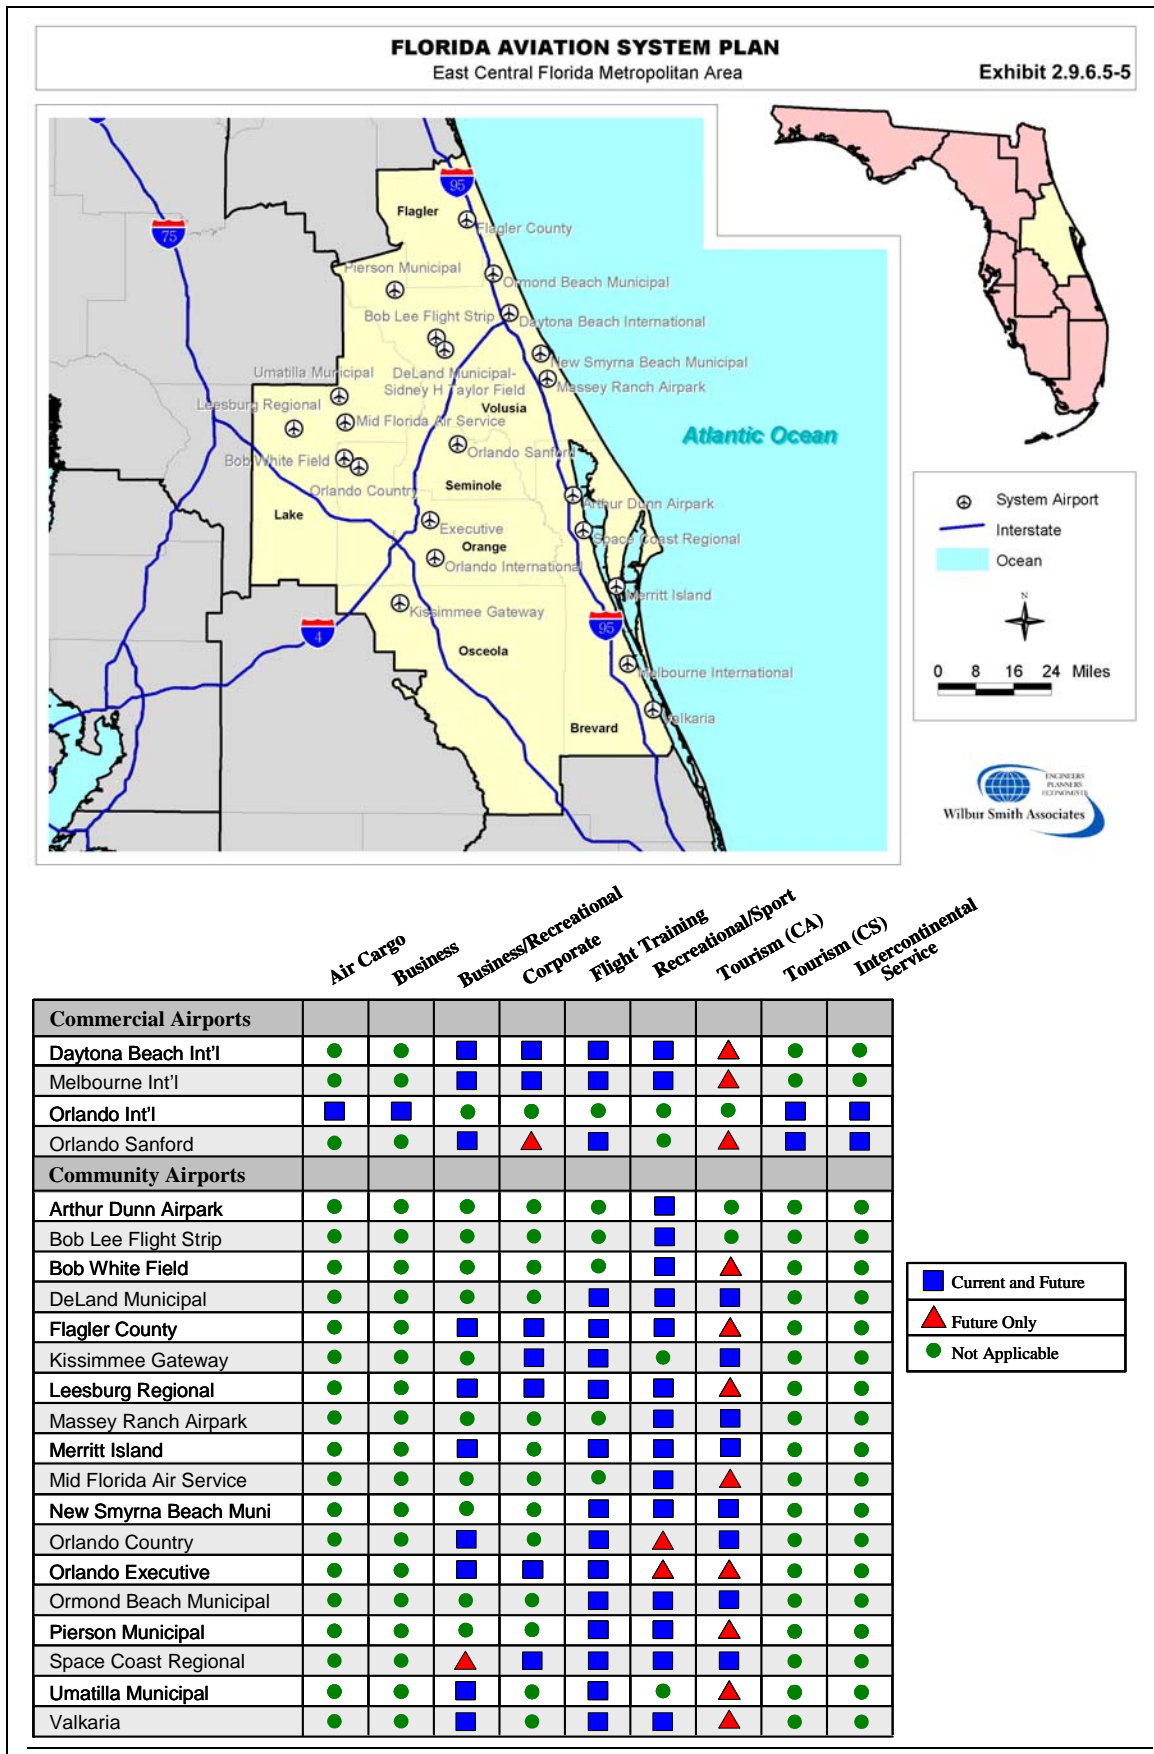 FLORIDA AVIATION SYSTEM PLAN
East Central Florida Metropolitan Area
Exhibit 2.9.6.5-5
95
Flagler
Flagler County
75
Pierson Municipal
Ormond Beach Municipal
Bob Lee Flight Strip
Daytona Beach International
New Smyrna Beach Municipal
Umatilla Municipal
DeLand Municipal-
Sidney H Taylor Field
Massey Ranch Airpark
Leesburg Regional
Volusia
Mid Florida Air Service
Atlantic Ocean
Orlando Sanford
Bob White Field
Seminole
Orlando Country
Arthur Dunn Airpark
Lake
Executive
Space Coast Regional
Orange
Orlando International
Merritt Island
Kissimmee Gateway
95
4
Osceola
Melbourne International
Valkaria
Brevard
System Airport
Interstate
Ocean
N
0 8 16 24 Miles
ENGINEERS
PLANNERS
ECONOMISTS
Wilbur Smith Associates
Air Cargo
Business
Business/Recreational
Corporate
Flight Training
Recreational/Sport
Tourism (CA)
Tourism (CS)
Intercontinental
Service
Commercial Airports
Daytona Beach Int'l
Melbourne Int'l
Orlando Int'l
Orlando Sanford
Community Airports
Arthur Dunn Airpark
Bob Lee Flight Strip
Bob White Field
DeLand Municipal
Flagler County
Kissimmee Gateway
Leesburg Regional
Massey Ranch Airpark
Merritt Island
Mid Florida Air Service
New Smyrna Beach Muni
Orlando Country
Orlando Executive
Ormond Beach Municipal
Pierson Municipal
Space Coast Regional
Umatilla Municipal
Valkaria
Current and Future
Future Only
Not Applicable